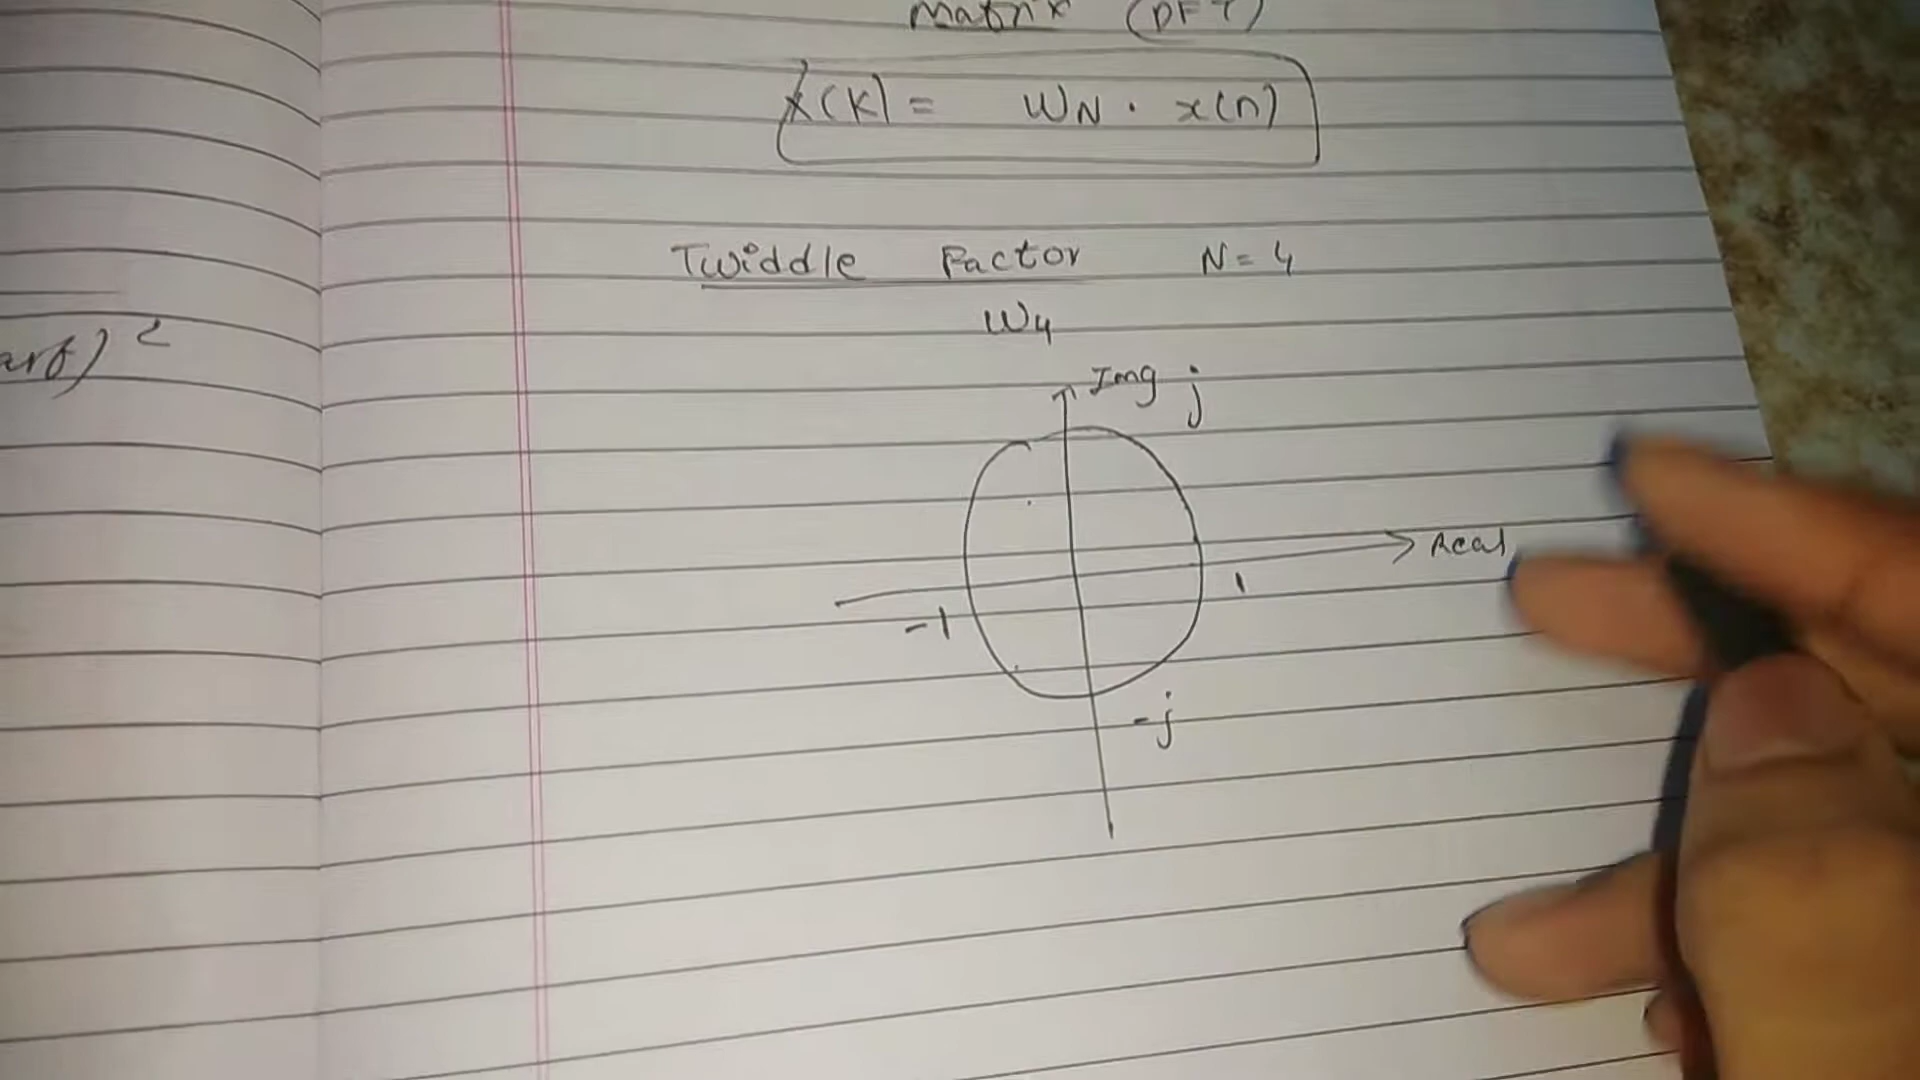 Matrix (DFT)
X(K) = WN . x(n)
Twiddle Factor N = 4
W4
Img j
Real
1
-1
-j